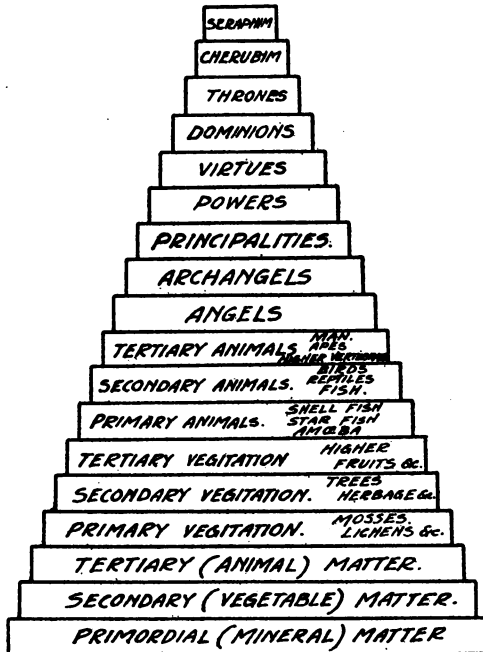 SERAPHIM
CHERUBIM
THRONES
DOMINIONS
VIRTUES
POWERS
PRINCIPALITIES.
ARCHANGELS
ANGELS
TERTIARY ANIMALS MAN.
APES
HIGHER VERTEBRATES
SECONDARY ANIMALS. BIRDS
REPTILES
FISH.
PRIMARY ANIMALS. SHELL FISH
STAR FISH
AMŒBA
TERTIARY VEGITATION HIGHER
FRUITS &c.
SECONDARY VEGITATION. TREES
HERBAGE &c.
PRIMARY VEGITATION. MOSSES.
LICHENS &c.
TERTIARY (ANIMAL) MATTER.
SECONDARY (VEGETABLE) MATTER.
PRIMORDIAL (MINERAL) MATTER